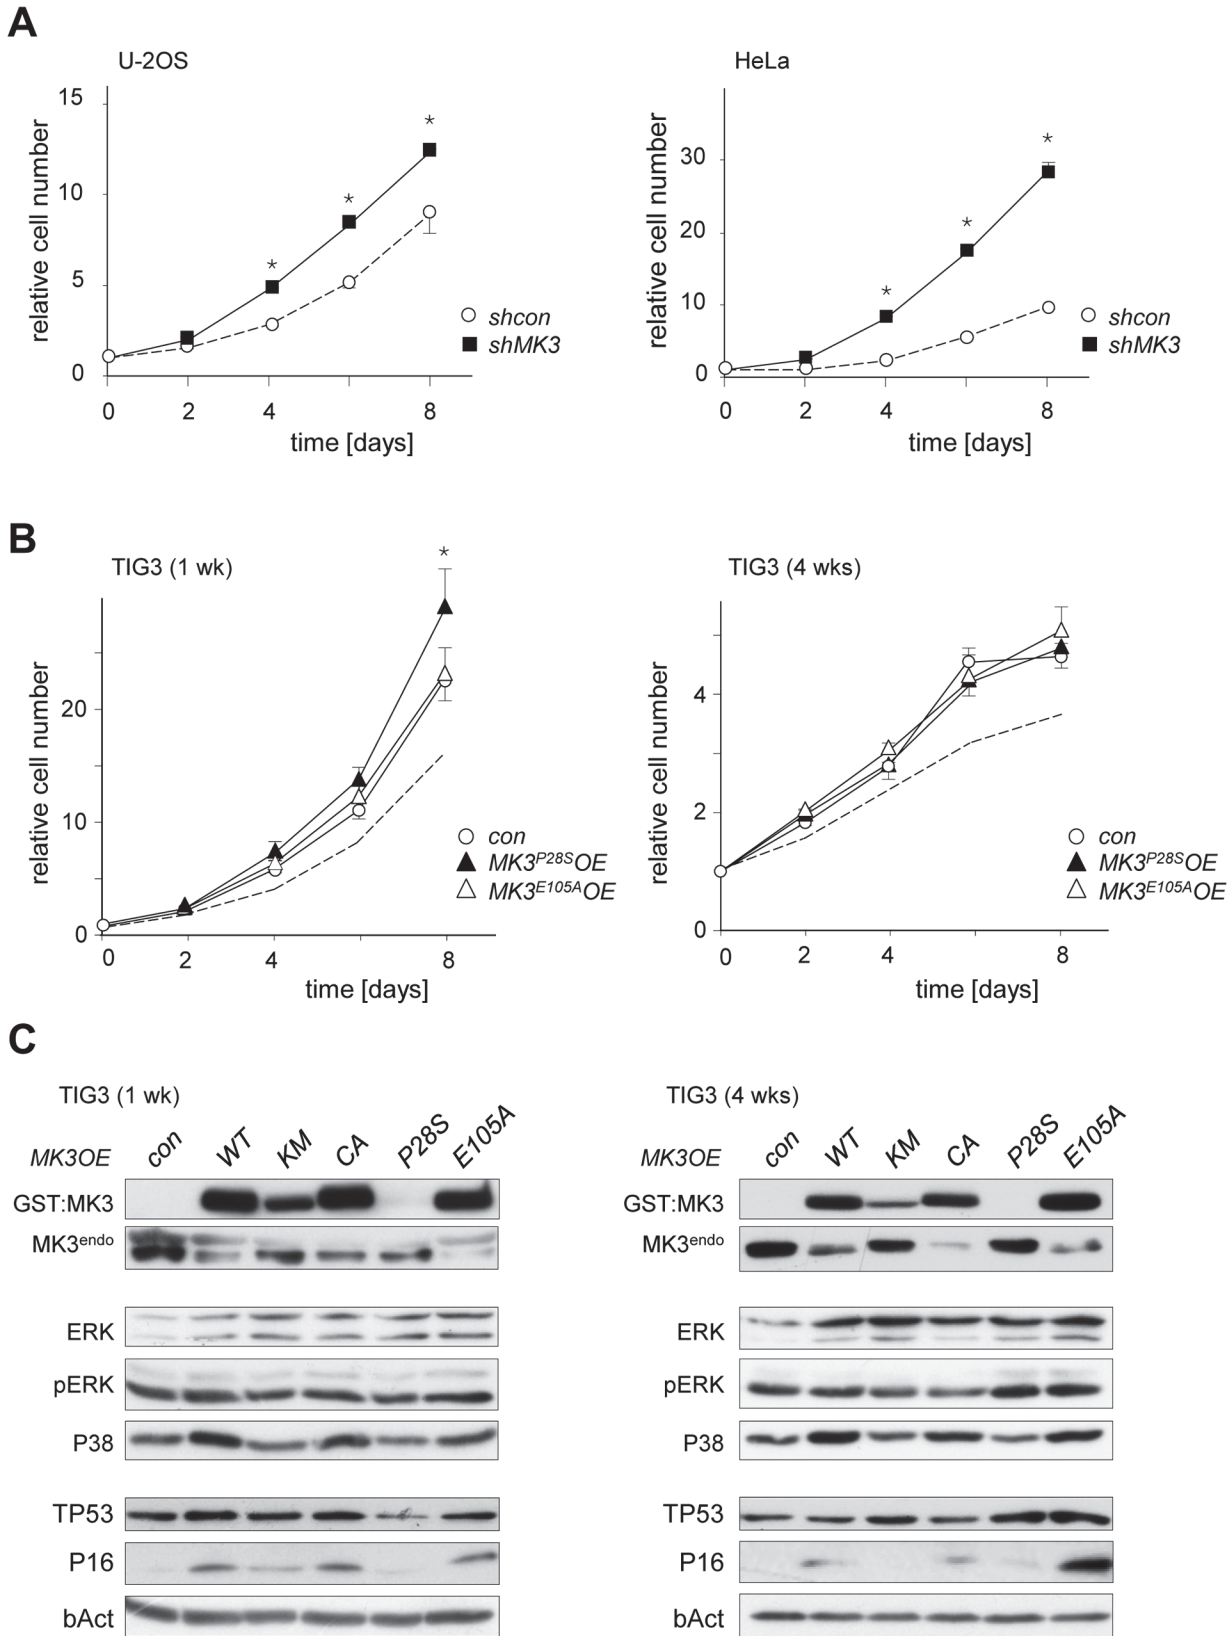 A
U-2OS
15
10
5
0
relative cell number
*
*
*
shcon
shMK3
0 2 4 6 8
time [days]
HeLa
30
20
10
0
relative cell number
*
*
*
shcon
shMK3
0 2 4 6 8
time [days]
B
TIG3 (1 wk)
*
20
10
0
relative cell number
con
MK3P28SOE
MK3E105AOE
0 2 4 8
time [days]
TIG3 (4 wks)
4
2
0
relative cell number
con
MK3P28SOE
MK3E105AOE
0 2 4 8
time [days]
C
TIG3 (1 wk)
MK3OE con WT KM CA P28S E105A
GST:MK3
MK3endo
ERK
pERK
P38
TP53
P16
bAct
TIG3 (4 wks)
MK3OE con WT KM CA P28S E105A
GST:MK3
MK3endo
ERK
pERK
P38
TP53
P16
bAct